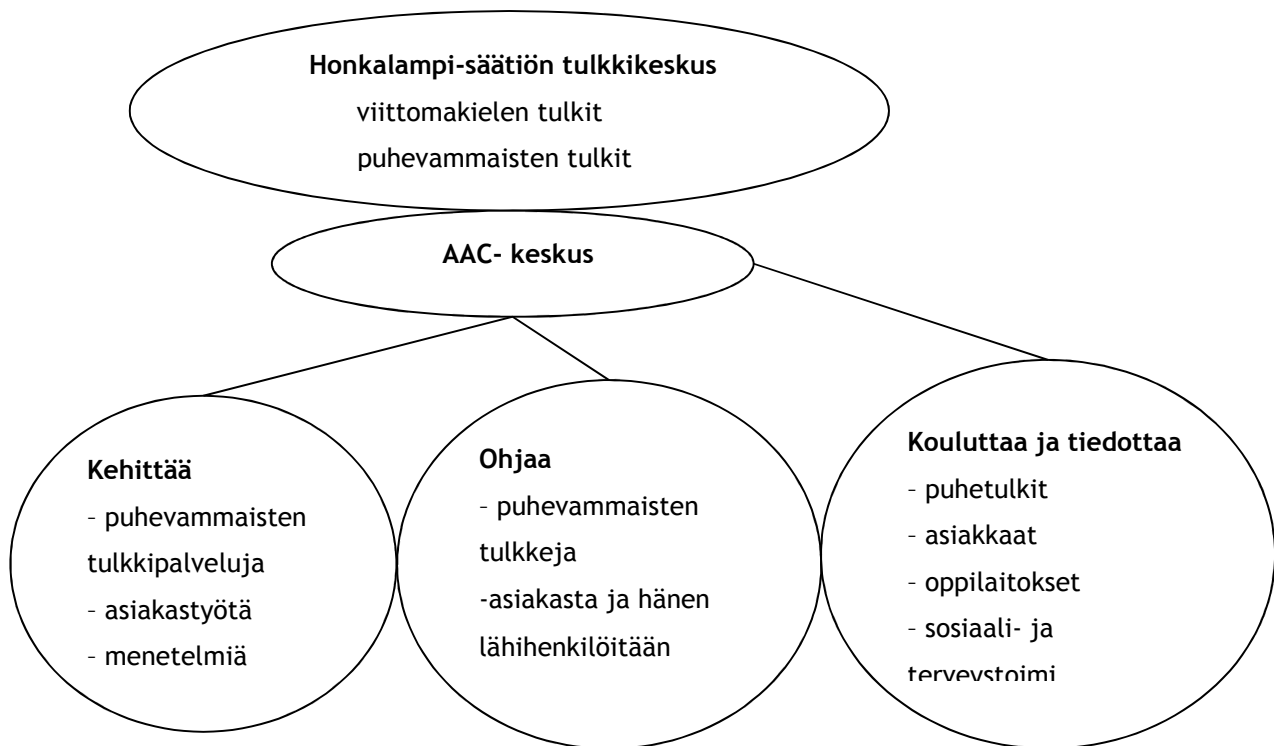 Honkalampi-säätiön tulkkikeskus
viittomakielen tulkit
puhevammaisten tulkit
AAC- keskus
Kehittää
- puhevammaisten
tulkkipalveluja
- asiakastyötä
- menetelmiä
Ohjaa
- puhevammaisten
tulkkeja
-asiakasta ja hänen
lähihenkilöitään
Kouluttaa ja tiedottaa
- puhetulkit
- asiakkaat
- oppilaitokset
- sosiaali- ja
terveystoimi